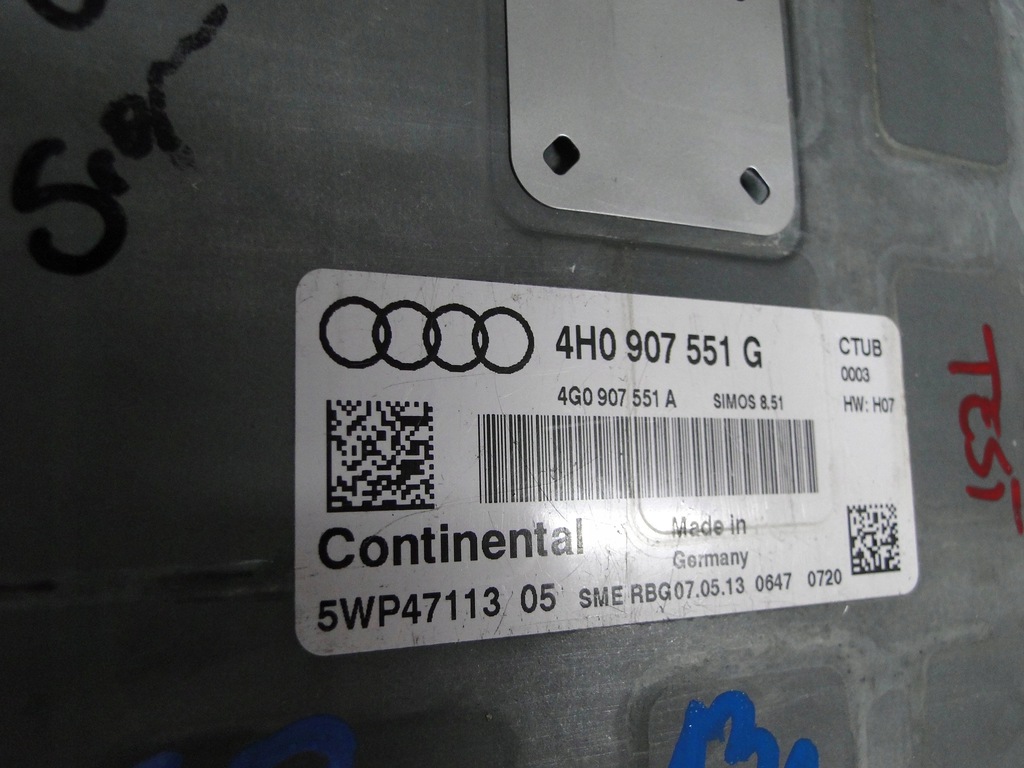 4H0 907 551 G
CTUB
0003
4G0 907 551 A SIMOS 8.51
HW: H07
Made in
Germany
Continental
5WP47113 05 SME RBG07.05.13 0647 0720